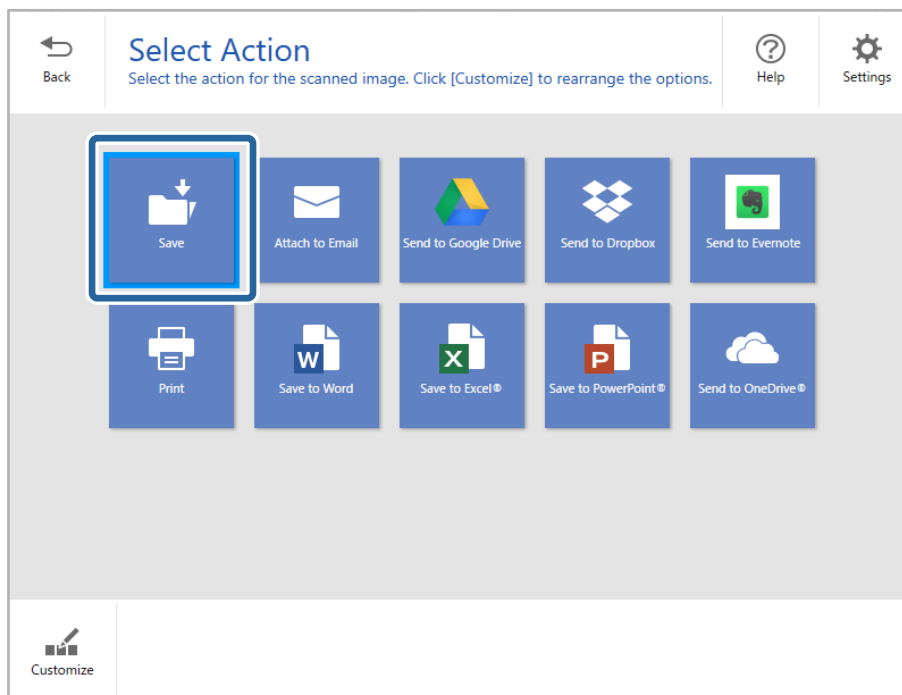 Select Action
Select the action for the scanned image. Click [Customize] to rearrange the options.
Back
Help
Settings
Save
Attach to Email
Send to Google Drive
Send to Dropbox
Send to Evernote
Print
W
Save to Word
X
Save to Excel®
P
Save to PowerPoint®
Send to OneDrive®
Customize